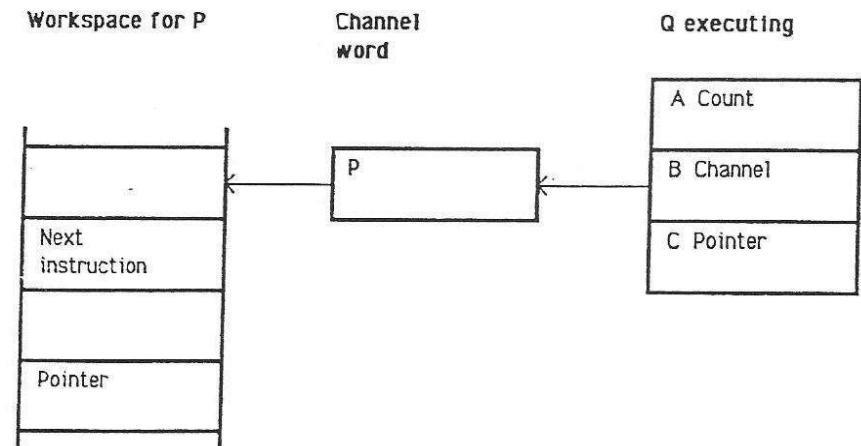 Workspace for P
Channel
word
Q executing
A Count
P
B Channel
Next
instruction
C Pointer
Pointer